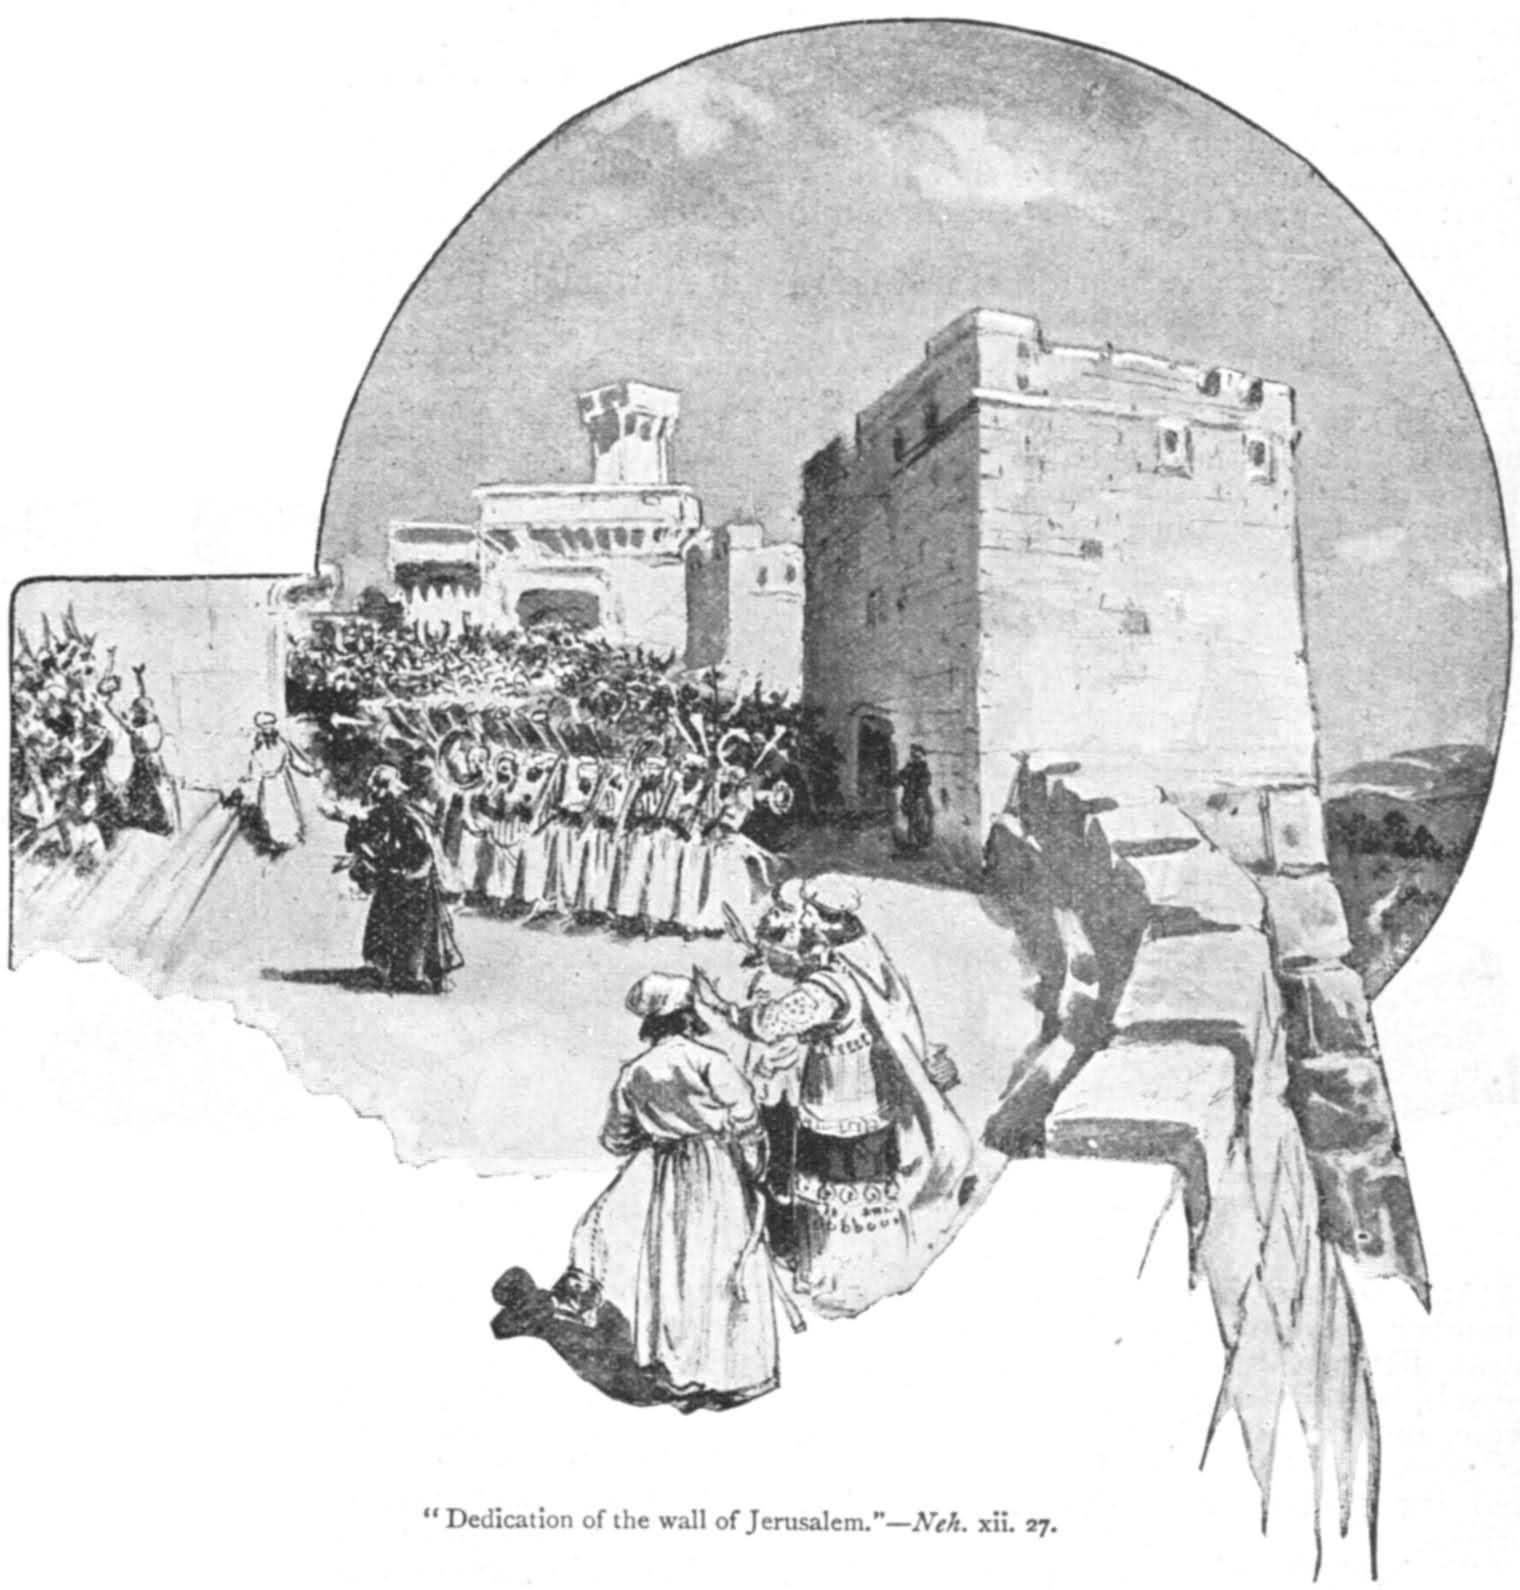 “Dedication of the wall of Jerusalem.”—Neh. xii. 27.